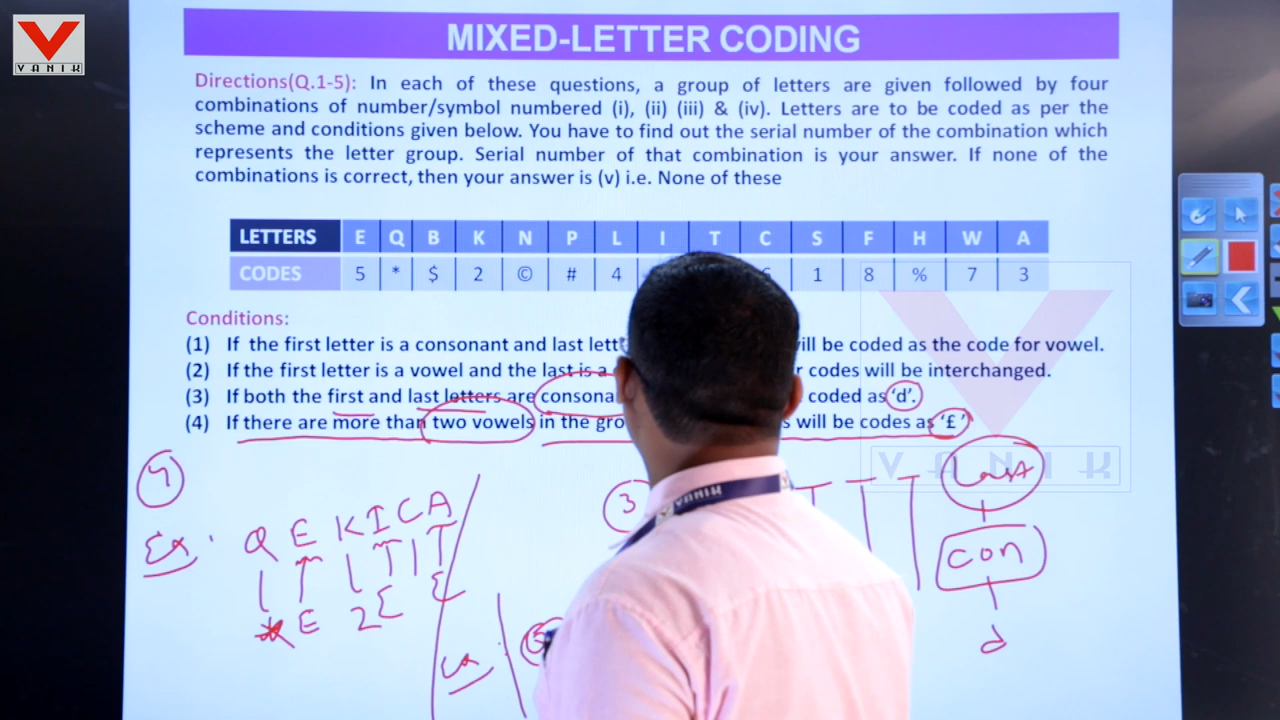 VANIK
MIXED-LETTER CODING
Directions(Q.1-5): In each of these questions, a group of letters are given followed by four
combinations of number/symbol numbered (i), (ii) (iii) & (iv). Letters are to be coded as per the
scheme and conditions given below. You have to find out the serial number of the combination which
represents the letter group. Serial number of that combination is your answer. If none of the
combinations is correct, then your answer is (v) i.e. None of these
LETTERS E Q B K N P L I T C S F H W A
CODES 5 * $ 2 © # 4 6 1 8 % 7 3
Conditions:
(1) If the first letter is a consonant and last will be coded as the code for vowel.
(2) If the first letter is a vowel and the last is a codes will be interchanged.
(3) If both the first and last letters are coded as 'd'.
(4) If there are more than two vowels in the will be codes as '£'
VANIK
4
Ex. Q E K I C A
* E 2 £ £
Ex.
3
5
Last
con
d
VANIK